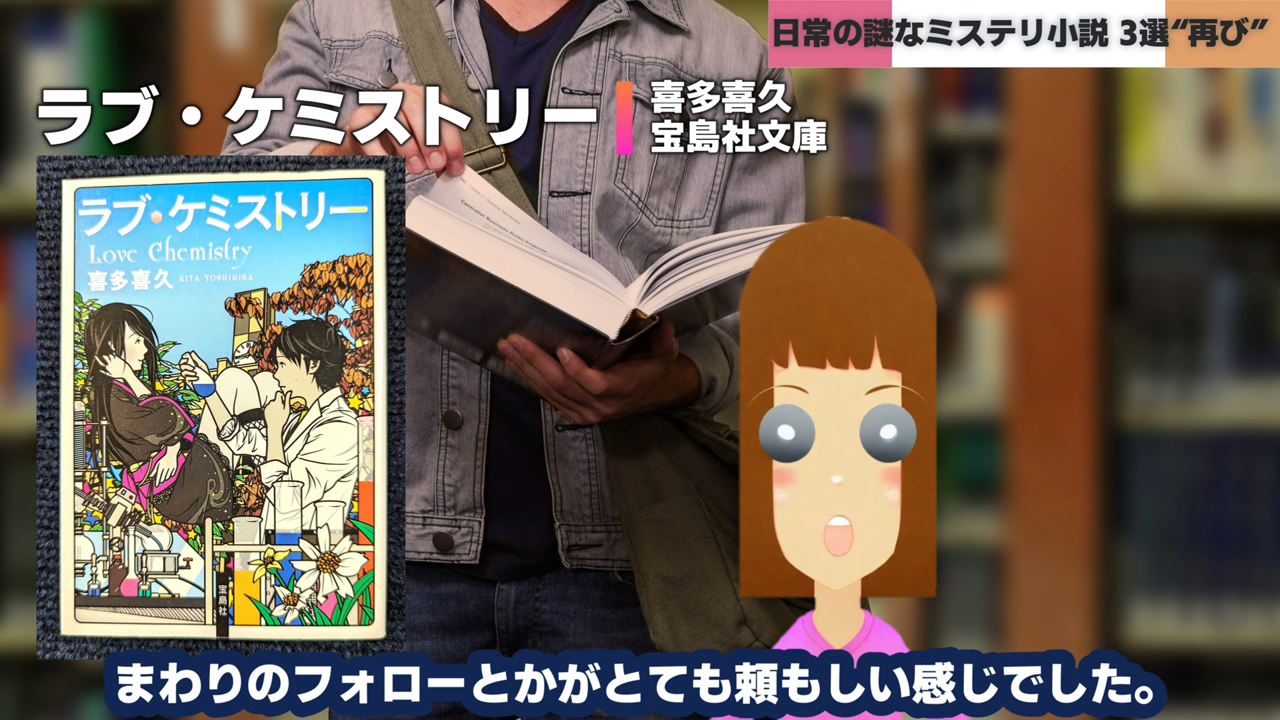 日常の謎なミステリ小説 3選“再び”
ラブ・ケミストリー
喜多喜久
宝島社文庫
ラブ・ケミストリー
Love Chemistry
喜多喜久 KITA YOSHIHISA
宝島社
まわりのフォローとかがとても頼もしい感じでした。